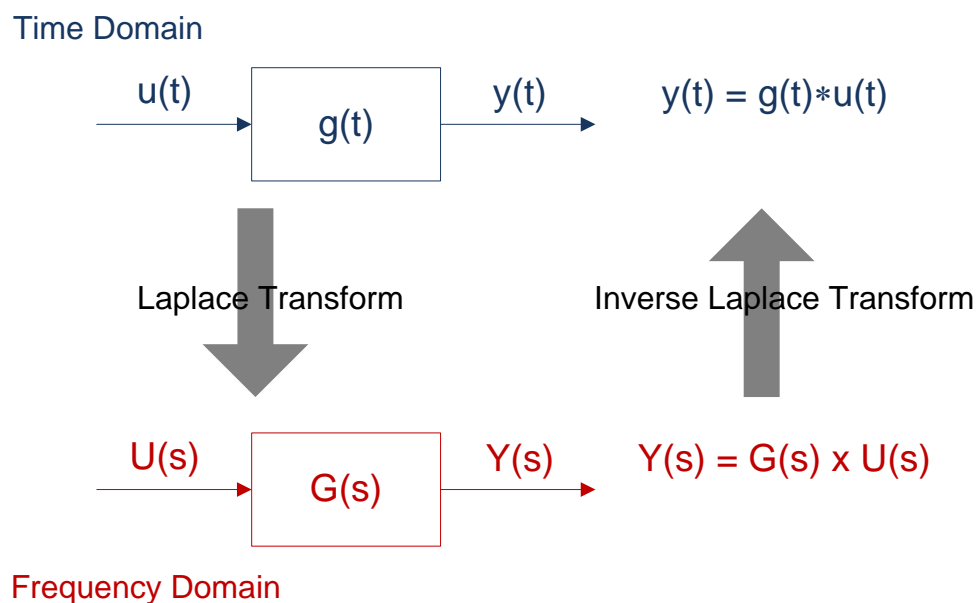 Time Domain
u(t)
g(t)
y(t)
y(t) = g(t)∗u(t)
Laplace Transform
Inverse Laplace Transform
U(s)
G(s)
Y(s)
Y(s) = G(s) x U(s)
Frequency Domain